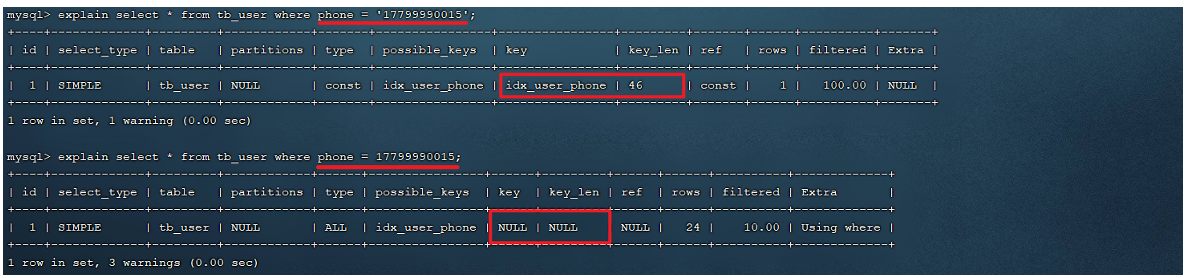 mysql> explain select * from tb_user where phone = '17799990015';
+----+-------------+---------+------------+-------+----------------+----------------+---------+-------+------+----------+-------+
| id | select_type | table | partitions | type | possible_keys | key | key_len | ref | rows | filtered | Extra |
+----+-------------+---------+------------+-------+----------------+----------------+---------+-------+------+----------+-------+
| 1 | SIMPLE | tb_user | NULL | const | idx_user_phone | idx_user_phone | 46 | const | 1 | 100.00 | NULL |
+----+-------------+---------+------------+-------+----------------+----------------+---------+-------+------+----------+-------+
1 row in set, 1 warning (0.00 sec)
mysql> explain select * from tb_user where phone = 17799990015;
+----+-------------+---------+------------+------+----------------+------+---------+------+------+----------+-------------+
| id | select_type | table | partitions | type | possible_keys | key | key_len | ref | rows | filtered | Extra |
+----+-------------+---------+------------+------+----------------+------+---------+------+------+----------+-------------+
| 1 | SIMPLE | tb_user | NULL | ALL | idx_user_phone | NULL | NULL | NULL | 24 | 10.00 | Using where |
+----+-------------+---------+------------+------+----------------+------+---------+------+------+----------+-------------+
1 row in set, 3 warnings (0.00 sec)